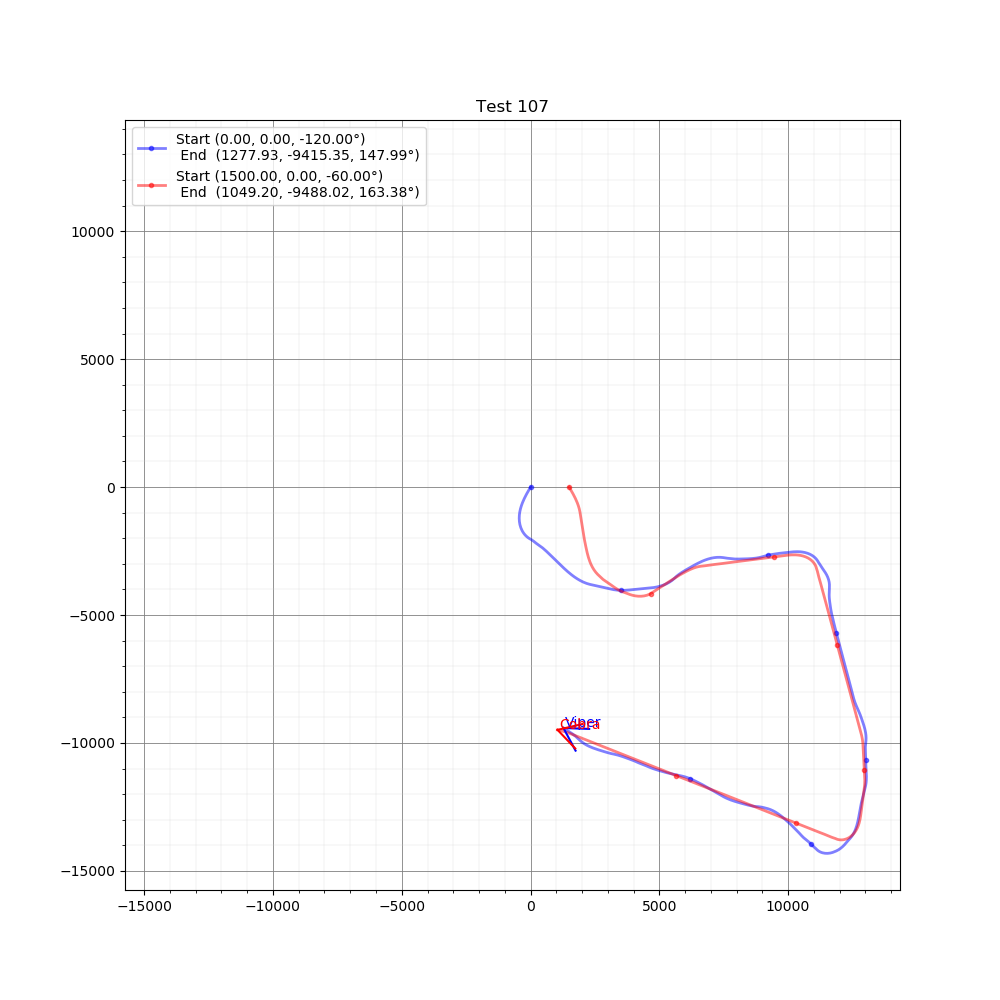 Test 107
Start (0.00, 0.00, -120.00°)
End (1277.93, -9415.35, 147.99°)
Start (1500.00, 0.00, -60.00°)
End (1049.20, -9488.02, 163.38°)
10000
5000
0
−5000
Viper
−10000
−15000
−15000 −10000 −5000 0 5000 10000